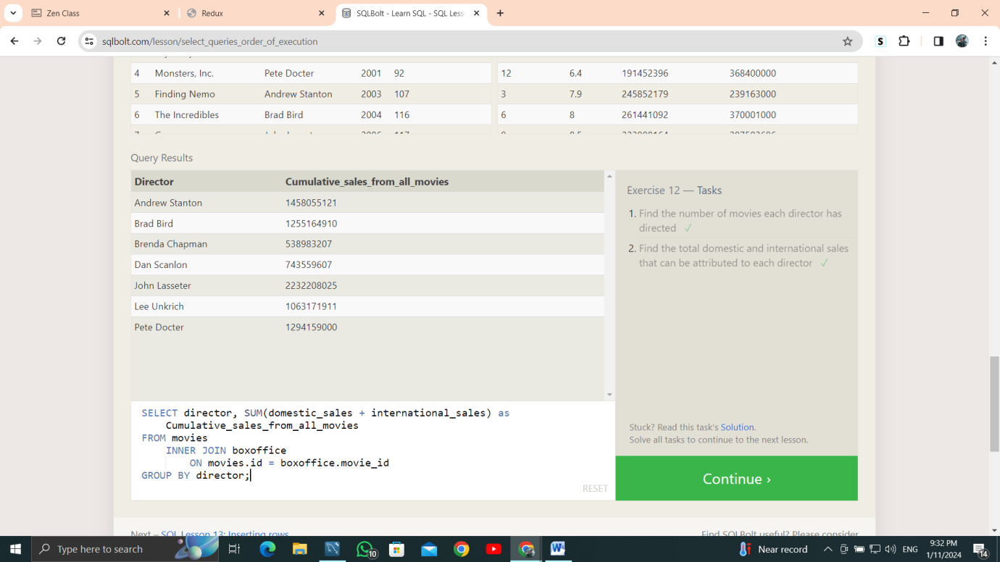 Zen Class
Redux
SQLBolt - Learn SQL - SQL Less
sqlbolt.com/lesson/select_queries_order_of_execution
S
4 Monsters, Inc. Pete Docter 2001 92 12 6.4 191452396 368400000
5 Finding Nemo Andrew Stanton 2003 107 3 7.9 245852179 239163000
6 The Incredibles Brad Bird 2004 116 6 8 261441092 370001000
Query Results
Director Cumulative_sales_from_all_movies
Andrew Stanton 1458055121
Brad Bird 1255164910
Brenda Chapman 538983207
Dan Scanlon 743559607
John Lasseter 2232208025
Lee Unkrich 1063171911
Pete Docter 1294159000
Exercise 12 — Tasks
1. Find the number of movies each director has
directed ✓
2. Find the total domestic and international sales
that can be attributed to each director ✓
Stuck? Read this task's Solution.
Solve all tasks to continue to the next lesson.
Continue ›
SELECT director, SUM(domestic_sales + international_sales) as
Cumulative_sales_from_all_movies
FROM movies
INNER JOIN boxoffice
ON movies.id = boxoffice.movie_id
GROUP BY director;
RESET
Next – SQL Lesson 13: Inserting rows
Find SQLBolt useful? Please consider
Type here to search
10
W
Near record
ENG
9:32 PM
1/11/2024
14